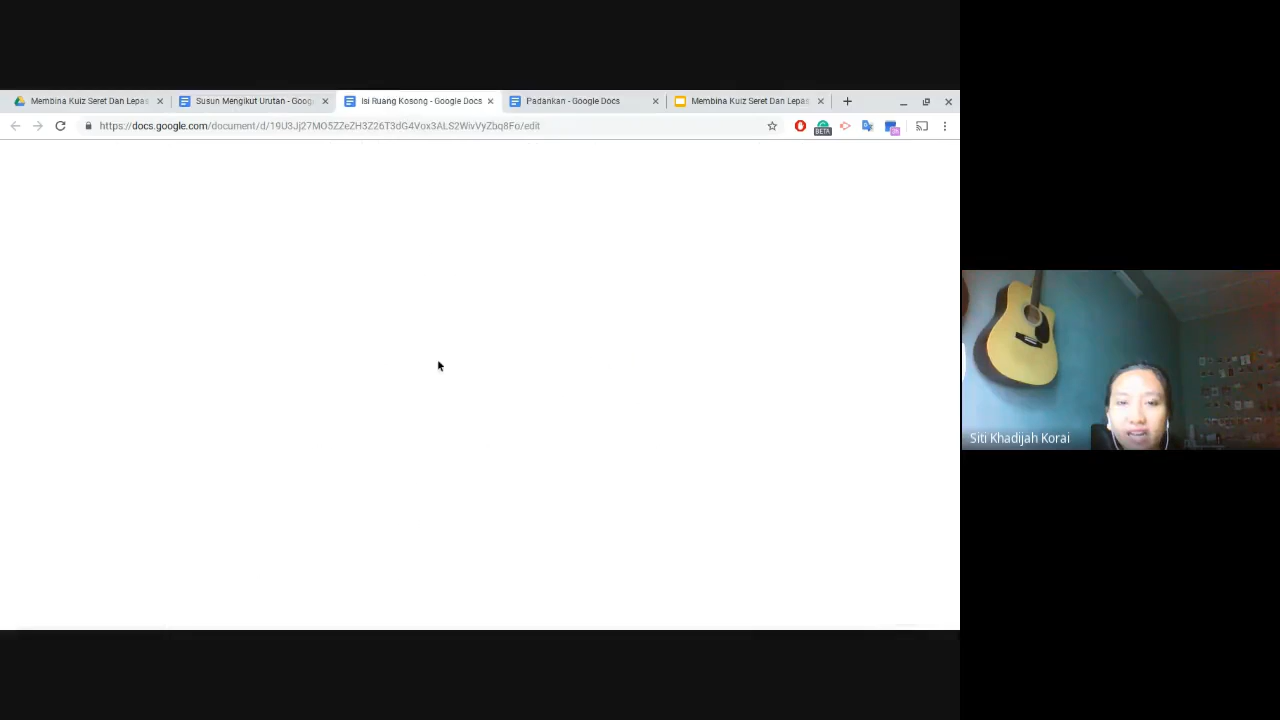 Membina Kuiz Seret Dan Lepas
Susun Mengikut Urutan - Goog
Isi Ruang Kosong - Google Docs
Padankan - Google Docs
Membina Kuiz Seret Dan Lepas
https://docs.google.com/document/d/19U3Jj27MO5ZZeZH3Z26T3dG4Vox3ALS2WivVyZbq8Fo/edit
BETA
Siti Khadijah Korai